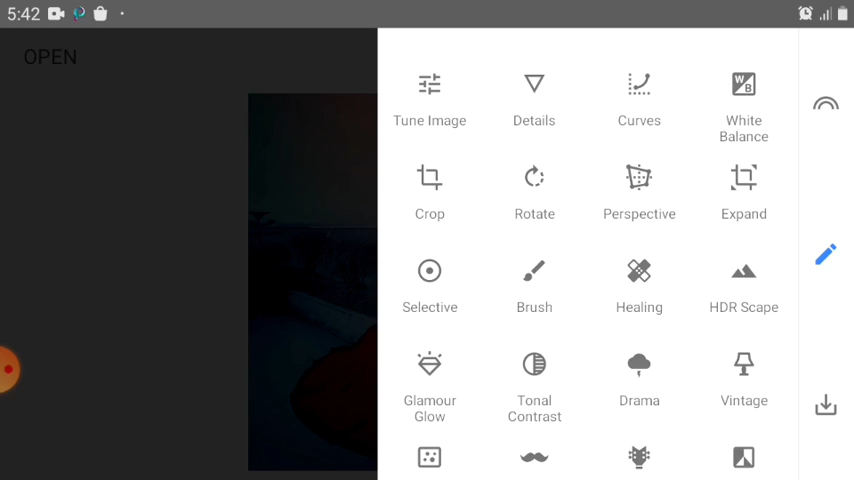 5:42
OPEN
Tune Image
Details
Curves
W
B
White
Balance
Crop
Rotate
Perspective
Expand
Selective
Brush
Healing
HDR Scape
Glamour
Glow
Tonal
Contrast
Drama
Vintage